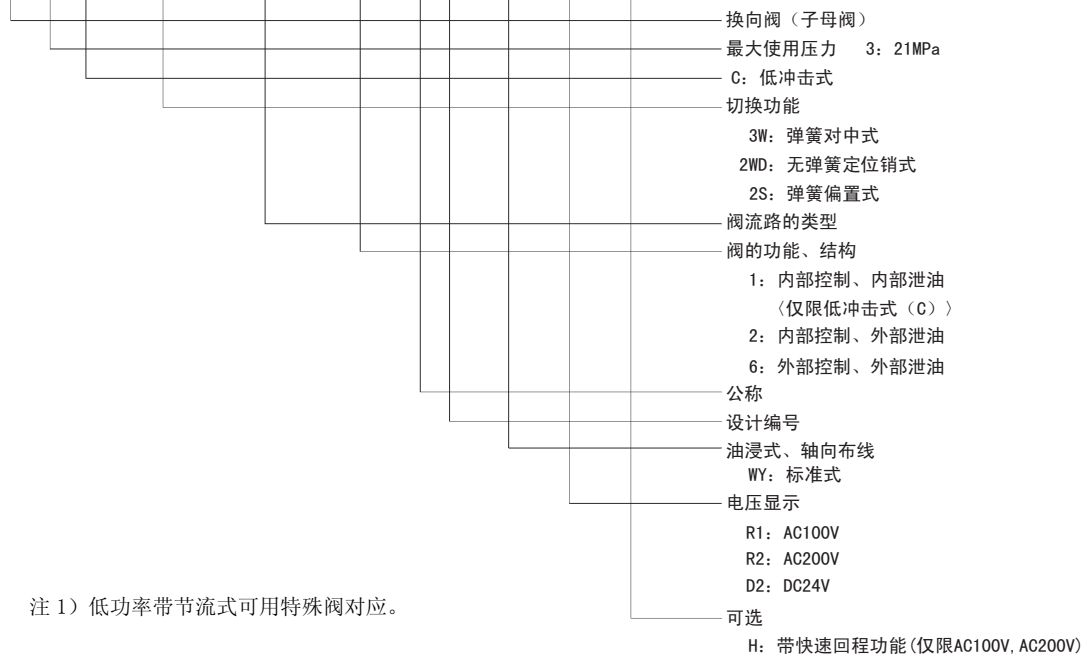 换向阀（子母阀）
最大使用压力 3：21MPa
C：低冲击式
切换功能
3W：弹簧对中式
2WD：无弹簧定位销式
2S：弹簧偏置式
阀流路的类型
阀的功能、结构
1：内部控制、内部泄油
〈仅限低冲击式（C）〉
2：内部控制、外部泄油
6：外部控制、外部泄油
公称
设计编号
油浸式、轴向布线
WY：标准式
电压显示
R1：AC100V
R2：AC200V
D2：DC24V
注 1）低功率带节流式可用特殊阀对应。
可选
H：带快速回程功能(仅限AC100V,AC200V)